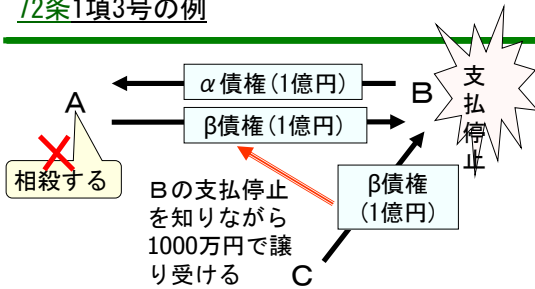 72条1項3号の例
α債権(1億円)
A
B
支払停止
β債権(1億円)
相殺する
Bの支払停止
を知りながら
1000万円で譲
り受ける
β債権
(1億円)
C